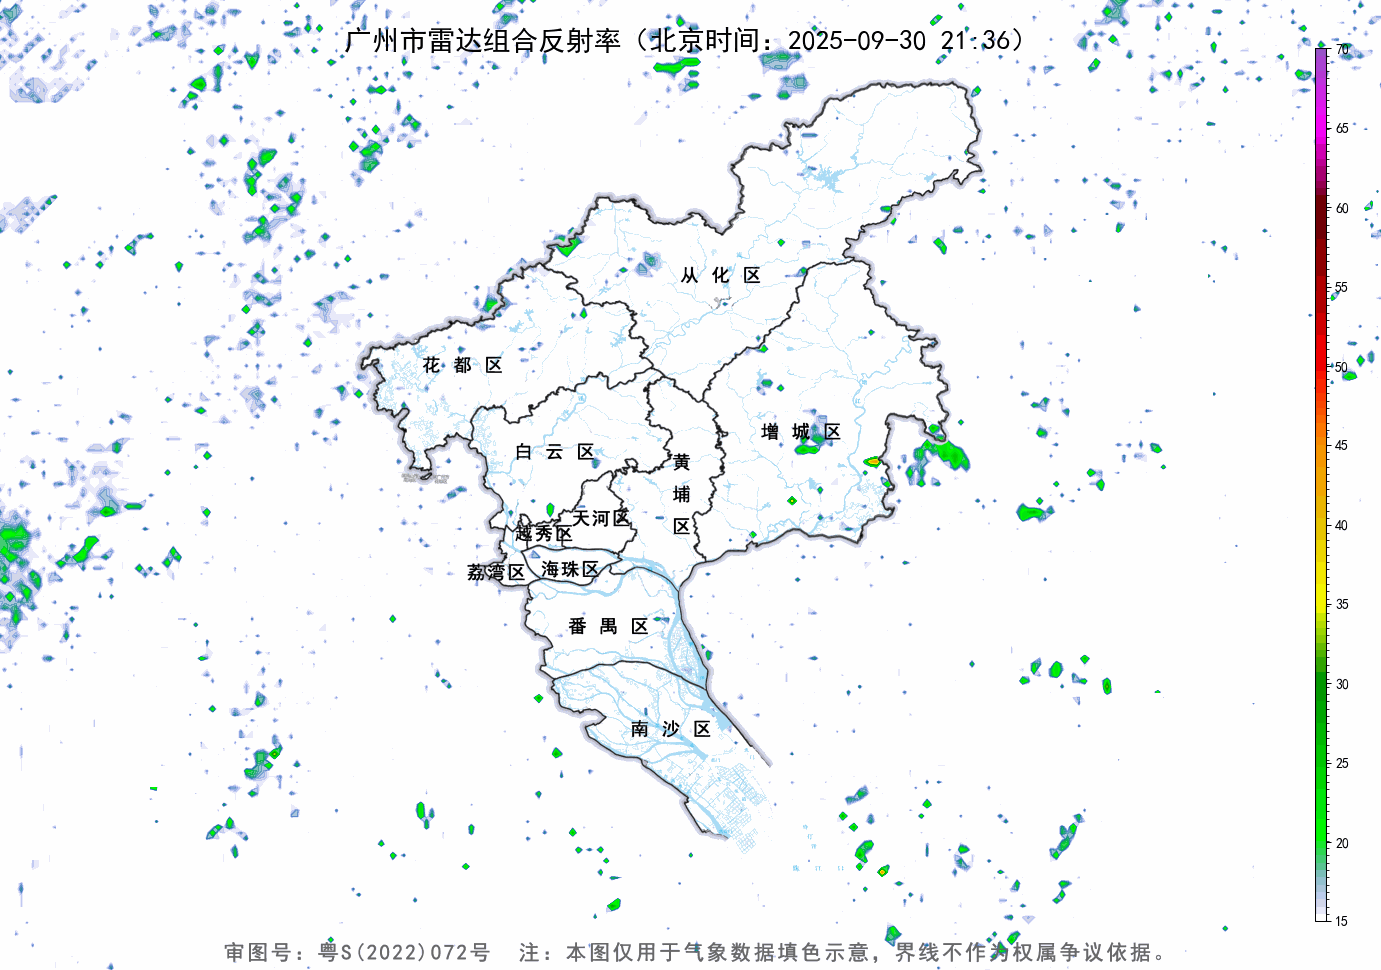 广州市雷达组合反射率（北京时间：2025-09-30 21:36）
70
65
60
55
50
45
40
35
30
25
20
15
从化区
花都区
增城区
白云区
黄埔区
天河区
越秀区
荔湾区
海珠区
番禺区
南沙区
审图号：粤S(2022)072号 注：本图仅用于气象数据填色示意，界线不作为权属争议依据。